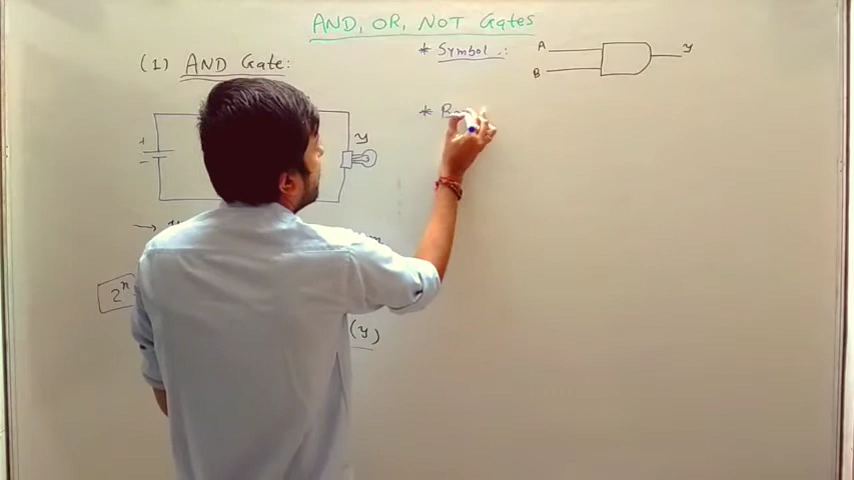 AND, OR, NOT Gates
(1) AND Gate:
+
-
y
→
2ⁿ
(y)
* Symbol :
A
B
y
*